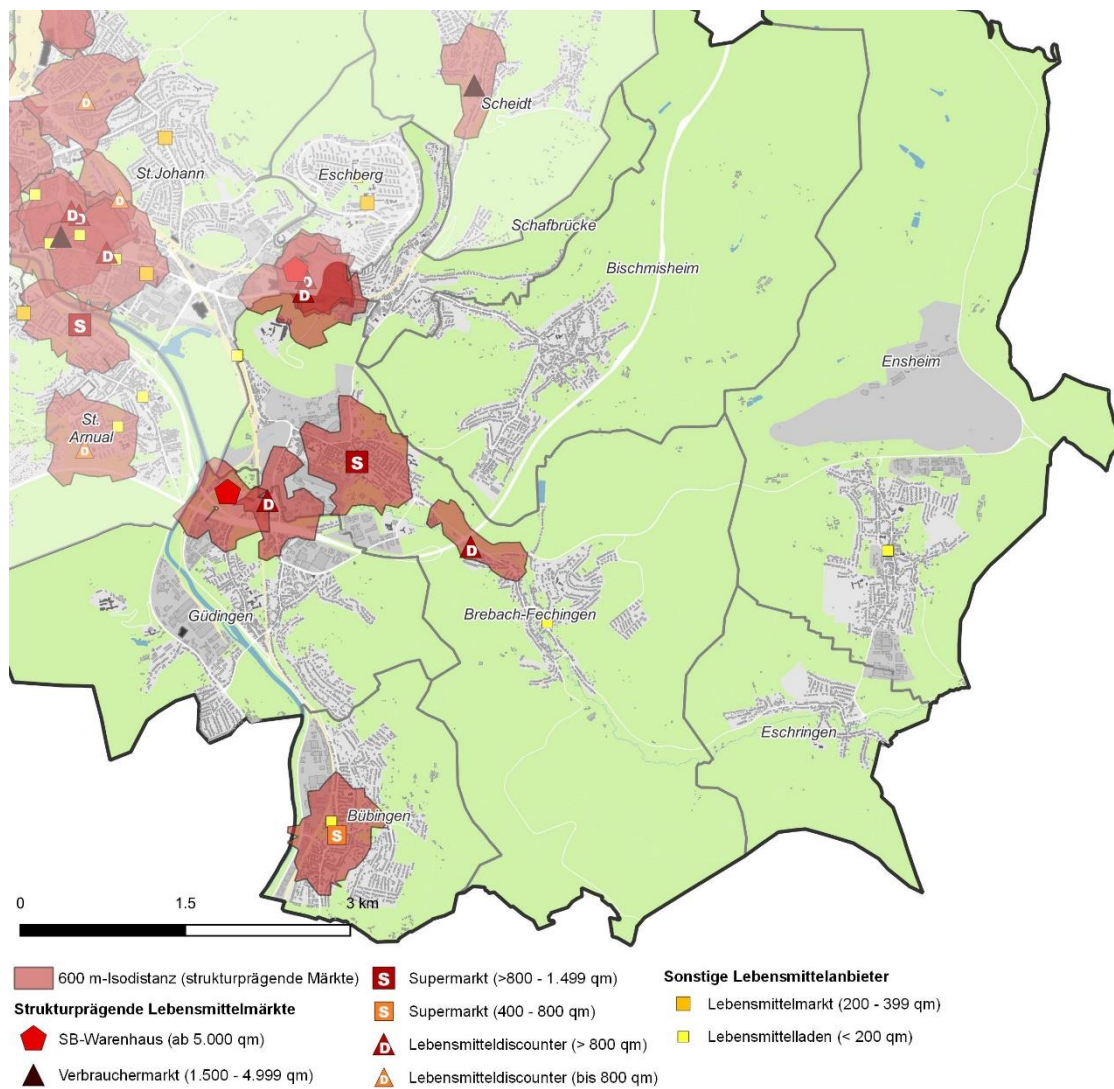 Scheidt
D
St.Johann
Eschberg
D
Schafbrücke
D
D
Bischmisheim
D
D
D
S
Ensheim
St.
Arnual
D
S
D
D
Güdingen
Brebach-Fechingen
Eschringen
Bübingen
S
0 1.5 3 km
600 m-Isodistanz (strukturprägende Märkte)
Strukturprägende Lebensmittelmärkte
SB-Warenhaus (ab 5.000 qm)
Verbrauchermarkt (1.500 - 4.999 qm)
S Supermarkt (>800 - 1.499 qm)
S Supermarkt (400 - 800 qm)
D Lebensmitteldiscounter (> 800 qm)
D Lebensmitteldiscounter (bis 800 qm)
Sonstige Lebensmittelanbieter
Lebensmittelmarkt (200 - 399 qm)
Lebensmittelladen (< 200 qm)